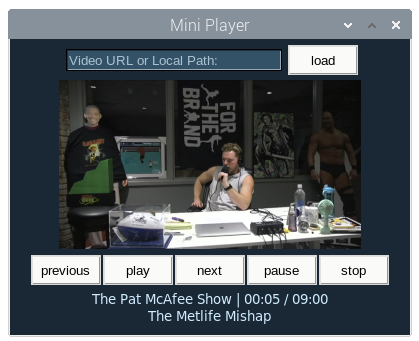 Mini Player
Video URL or Local Path:
load
FOR
THE
BRAND
previous
play
next
pause
stop
The Pat McAfee Show | 00:05 / 09:00
The Metlife Mishap